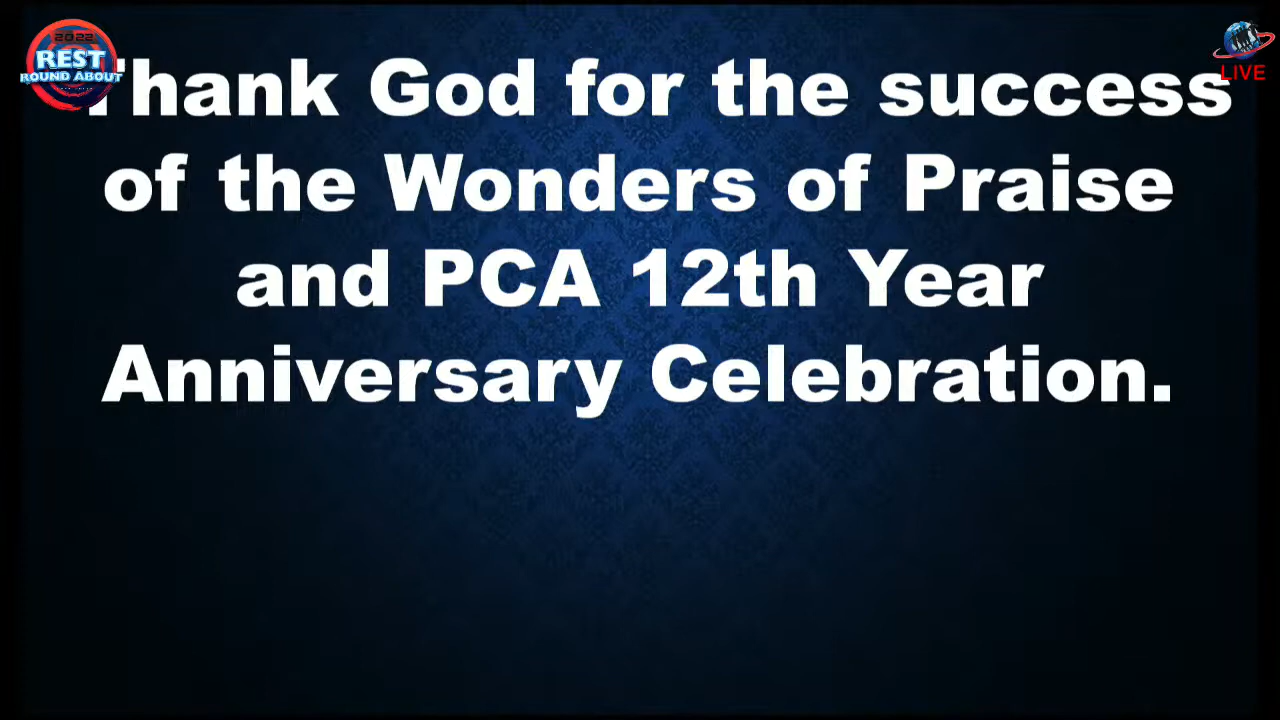 2022
REST
ROUND ABOUT
LIVE
Thank God for the success
of the Wonders of Praise
and PCA 12th Year
Anniversary Celebration.